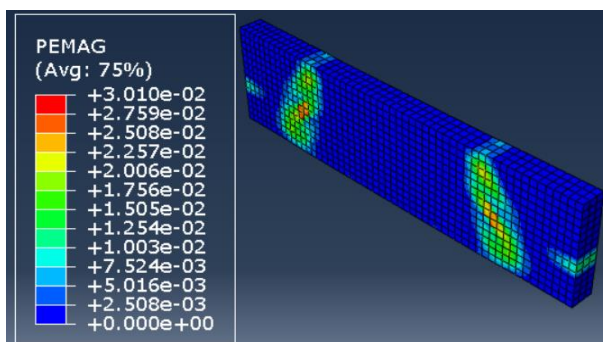 PEMAG
(Avg: 75%)
+3.010e-02
+2.759e-02
+2.508e-02
+2.257e-02
+2.006e-02
+1.756e-02
+1.505e-02
+1.254e-02
+1.003e-02
+7.524e-03
+5.016e-03
+2.508e-03
+0.000e+00